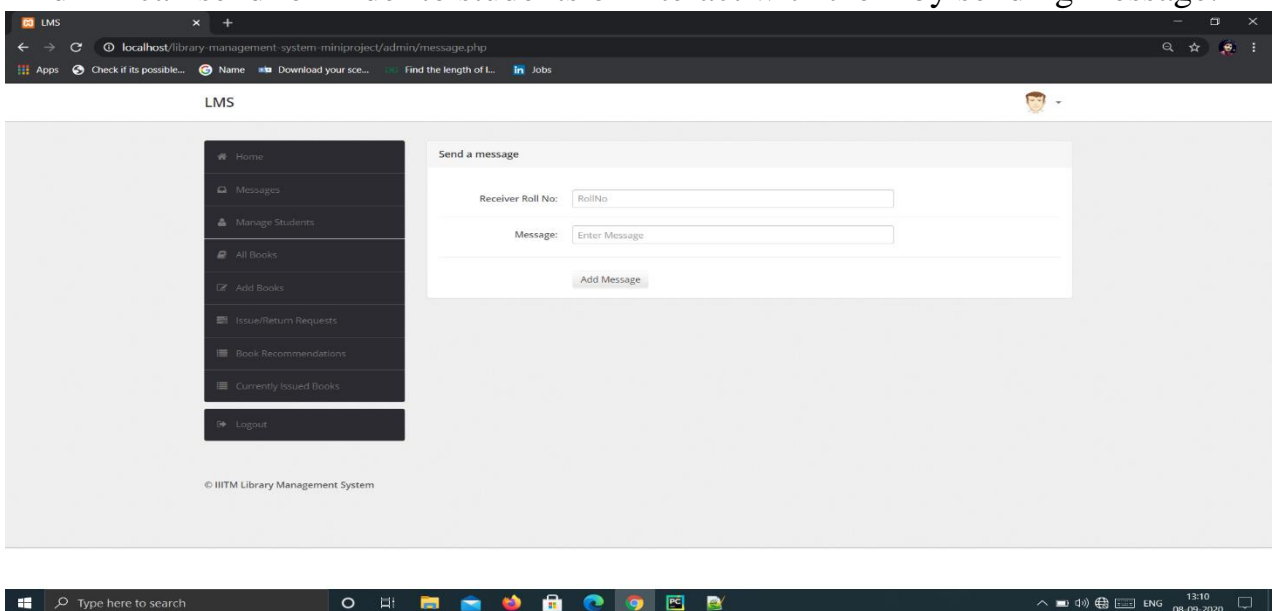 LMS
localhost/library-management-system-miniproject/admin/message.php
Apps Check if its possible... Name Download your sce... Find the length of l... in Jobs
LMS
Home
Messages
Manage Students
All Books
Add Books
Issue/Return Requests
Book Recommendations
Currently Issued Books
Logout
Send a message
Receiver Roll No: RollNo
Message: Enter Message
Add Message
© IIITM Library Management System
Type here to search
ENG
13:10
08-09-2020